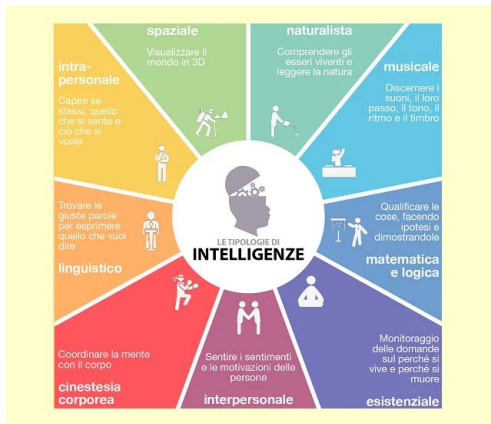 spaziale
Visualizzare il
mondo in 3D
naturalista
Comprendere gli
esseri viventi e
leggere la natura
musicale
Discernere i
suoni, il loro
passo, il tono, il
ritmo e il timbro
Qualificare le
cose, facendo
ipotesi e
dimostrandole
matematica
e logica
Monitoraggio
delle domande
sul perché si
vive e perché si
muore
esistenziale
Sentire i sentimenti
e le motivazioni delle
persone
interpersonale
Coordinare la mente
con il corpo
cinestesia
corporea
Trovare le
giuste parole
per esprimere
quello che vuoi
dire
linguistico
intra-
personale
Capire se
stessi, quello
che si sente e
ciò che si
vuole
LE TIPOLOGIE DI
INTELLIGENZE